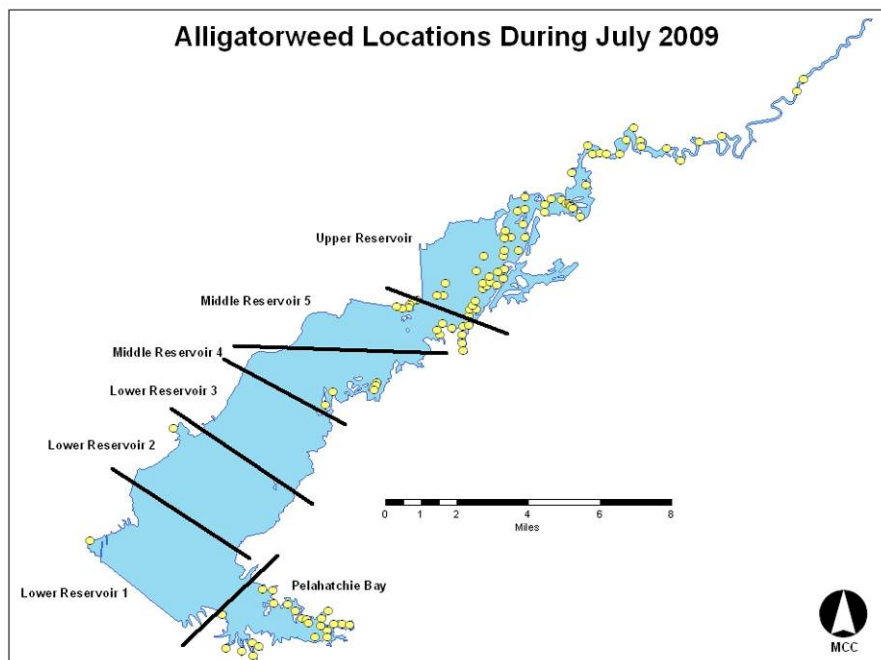 Alligatorweed Locations During July 2009
Upper Reservoir
Middle Reservoir 5
Middle Reservoir 4
Lower Reservoir 3
Lower Reservoir 2
0 1 2 4 6 8
Miles
Pelahatchie Bay
Lower Reservoir 1
MCC